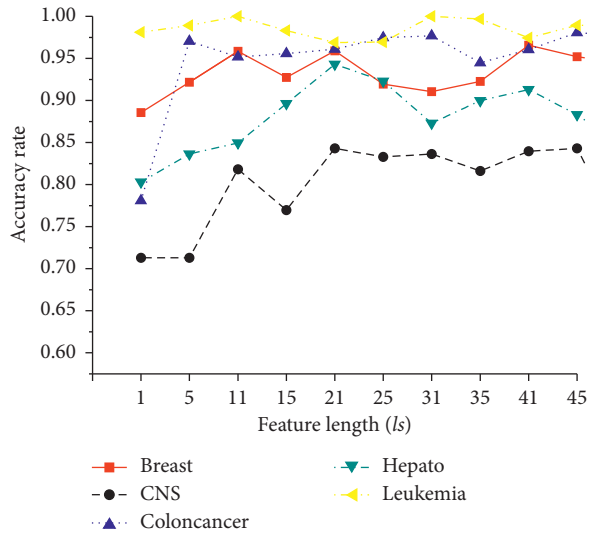 1.00
0.95
0.90
0.85
0.80
0.75
0.70
0.65
0.60
Accuracy rate
1 5 11 15 21 25 31 35 41 45
Feature length (ls)
Breast
CNS
Coloncancer
Hepato
Leukemia